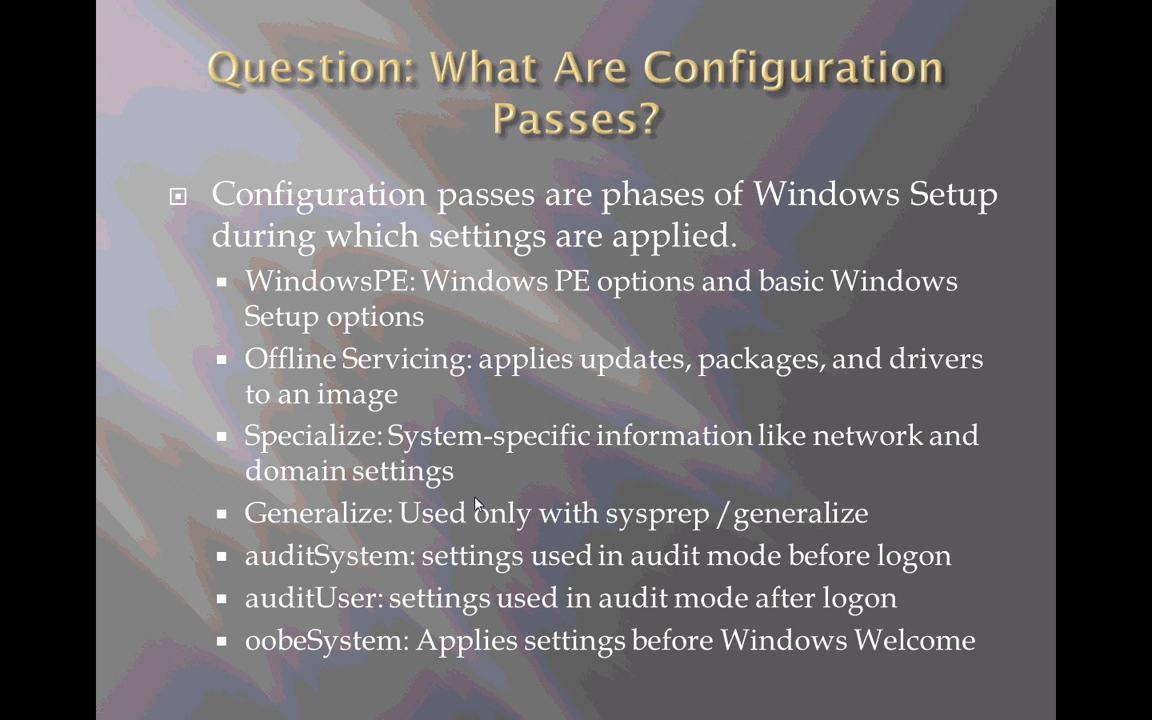 Question: What Are Configuration
Passes?
Configuration passes are phases of Windows Setup
during which settings are applied.
WindowsPE: Windows PE options and basic Windows
Setup options
Offline Servicing: applies updates, packages, and drivers
to an image
Specialize: System-specific information like network and
domain settings
Generalize: Used only with sysprep /generalize
auditSystem: settings used in audit mode before logon
auditUser: settings used in audit mode after logon
oobeSystem: Applies settings before Windows Welcome